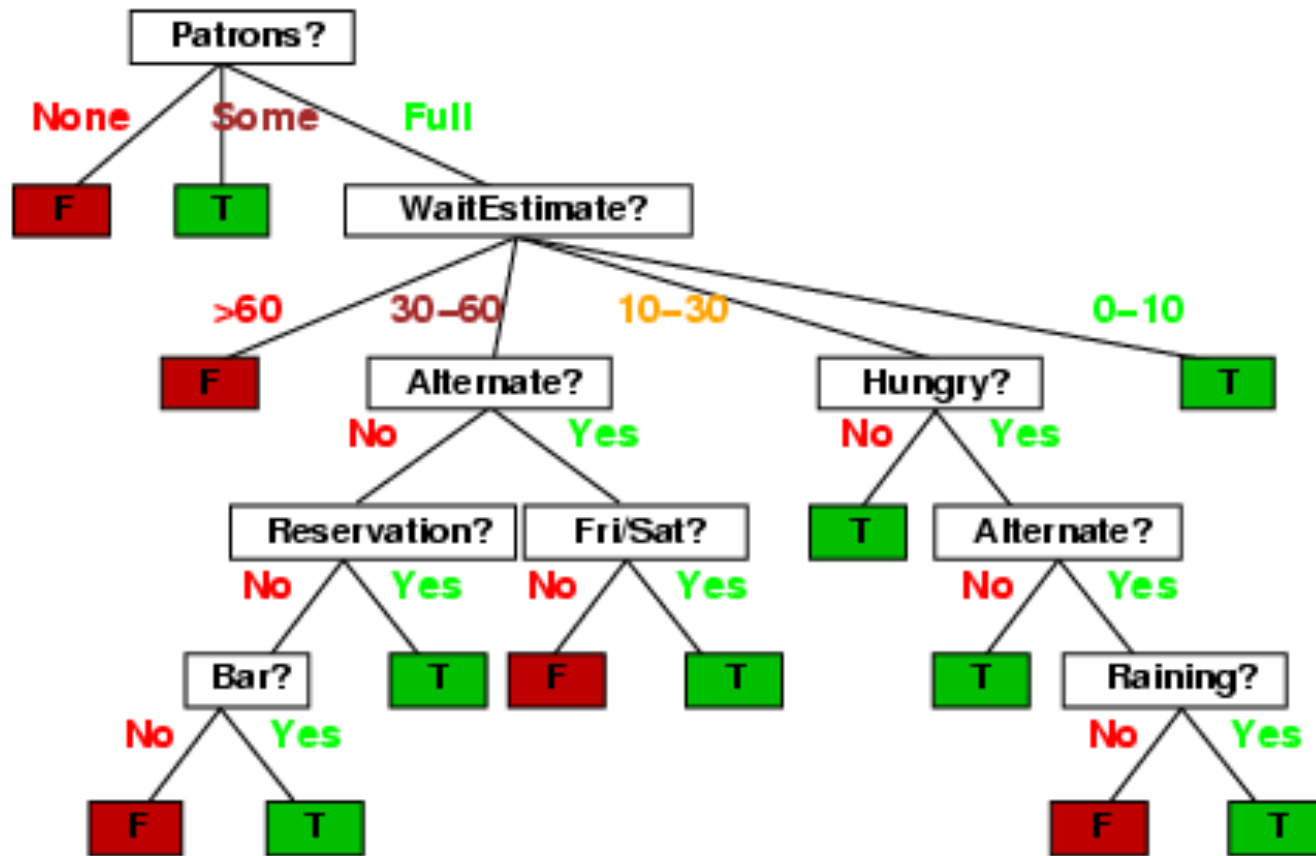 Patrons?
None Some Full
F T WaitEstimate?
>60 30–60 10–30 0–10
F Alternate? Hungry? T
No Yes No Yes
Reservation? Fri/Sat? T Alternate?
No Yes No Yes No Yes
Bar? T F T T Raining?
No Yes No Yes
F T F T